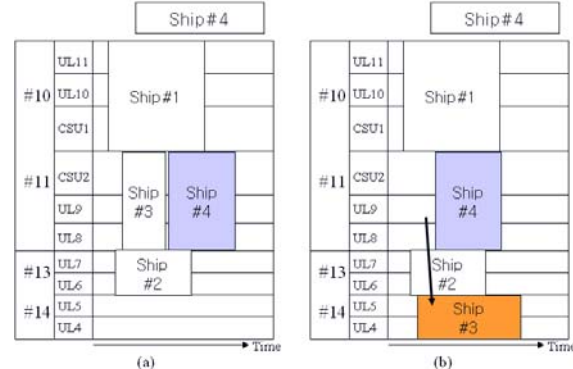 Ship#4
UL11
#10
UL10
Ship#1
CSU1
CSU2
#11
Ship
#3
Ship
#4
UL9
UL8
#13
UL7
Ship
#2
UL6
#14
UL5
UL4
Time
(a)
Ship#4
UL11
#10
UL10
Ship#1
CSU1
CSU2
#11
Ship
#4
UL9
UL8
#13
UL7
Ship
#2
UL6
#14
UL5
Ship
#3
UL4
Time
(b)